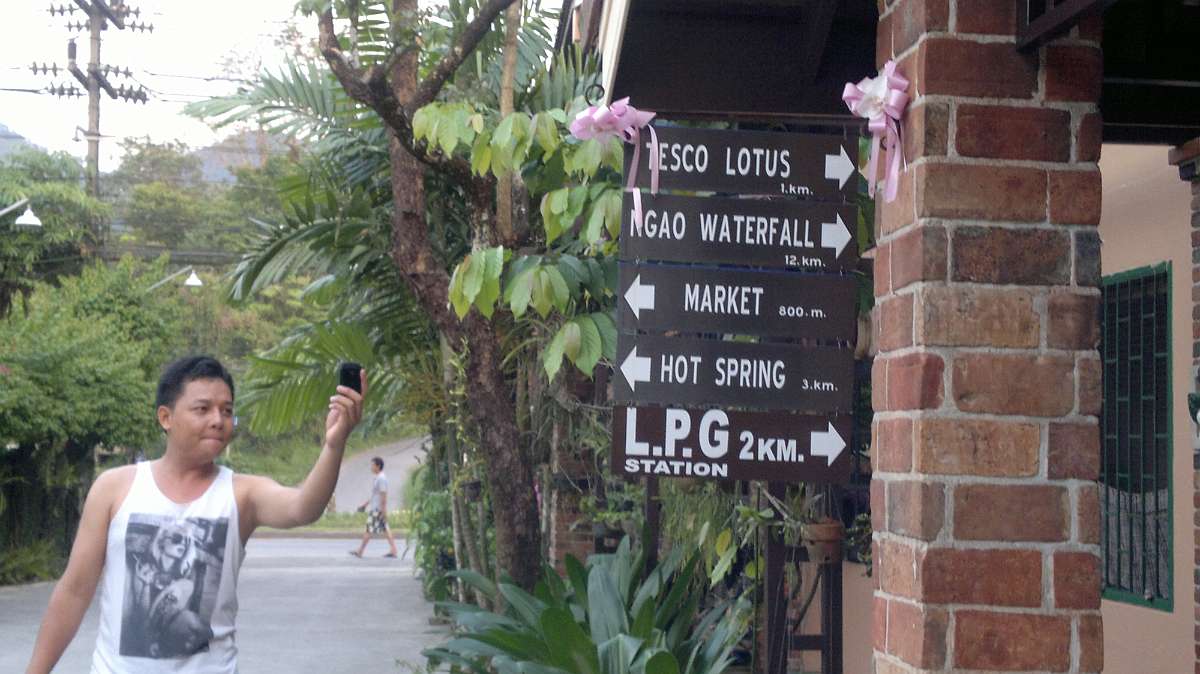 TESCO LOTUS
1.km.
NGAO WATERFALL
12.km.
MARKET 800.m.
HOT SPRING 3.km.
L.P.G 2KM.
STATION